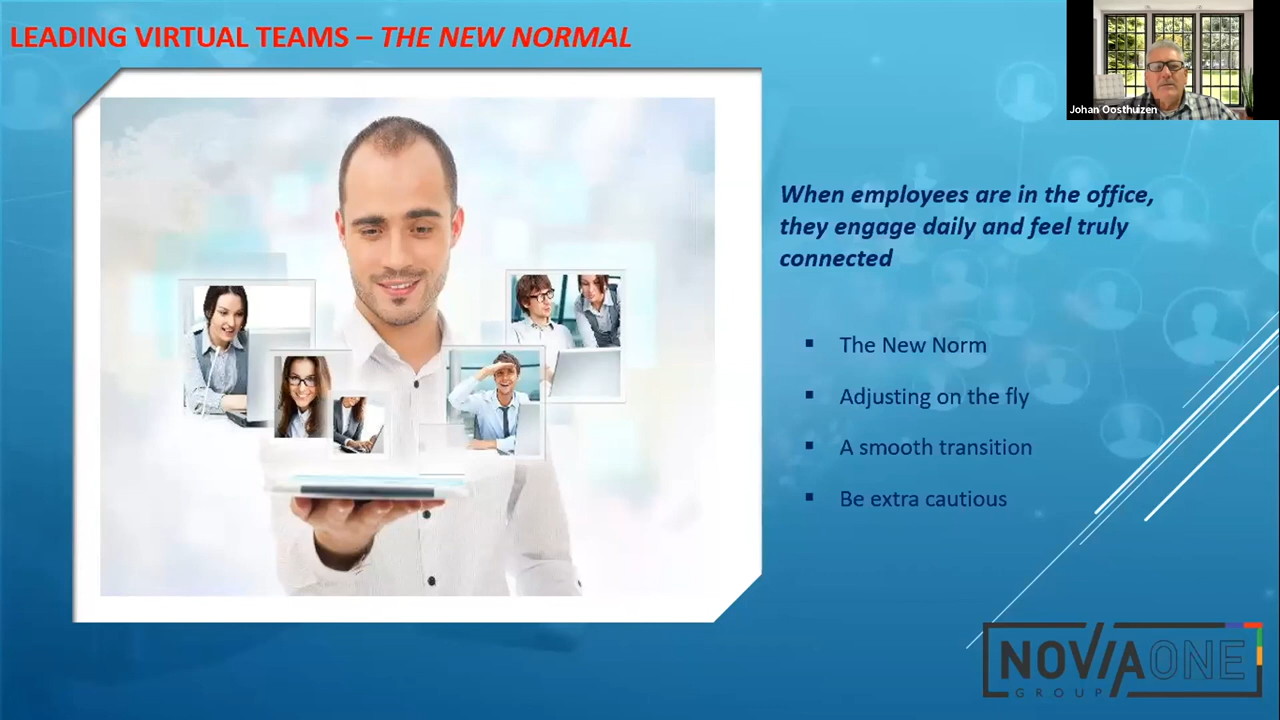 LEADING VIRTUAL TEAMS – THE NEW NORMAL
Johan Oosthuizen
When employees are in the office,
they engage daily and feel truly
connected
▪ The New Norm
▪ Adjusting on the fly
▪ A smooth transition
▪ Be extra cautious
NOVIAONE
GROUP